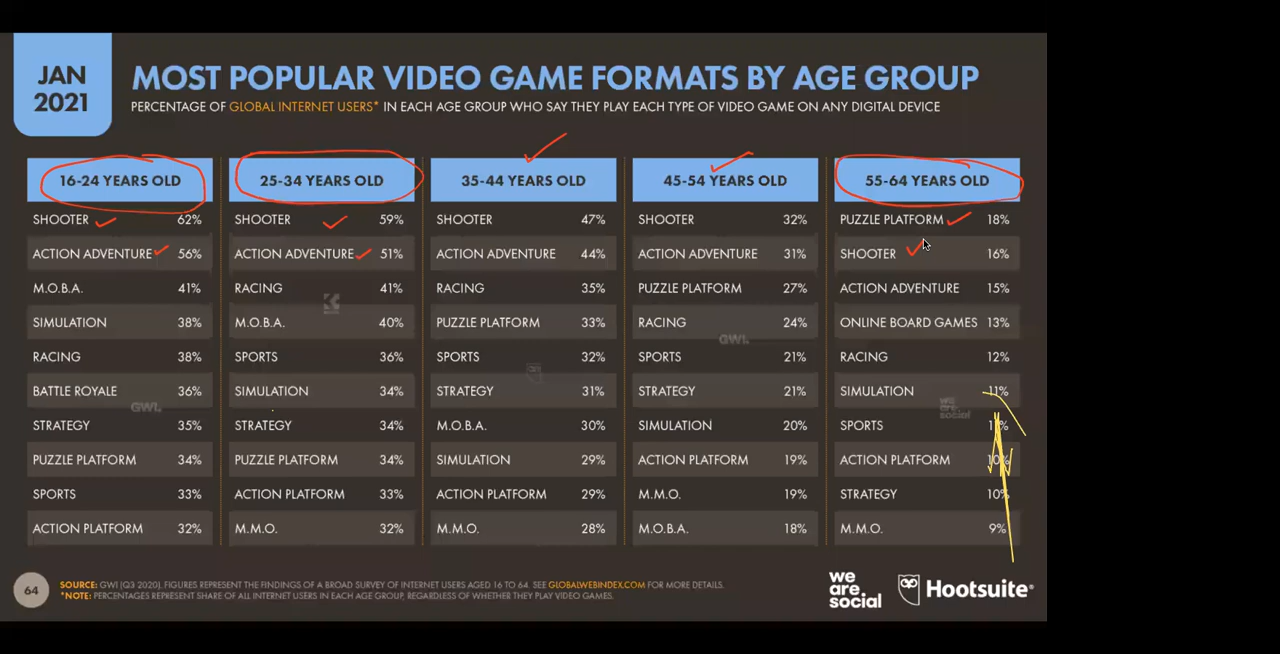 JAN
2021
MOST POPULAR VIDEO GAME FORMATS BY AGE GROUP
PERCENTAGE OF GLOBAL INTERNET USERS* IN EACH AGE GROUP WHO SAY THEY PLAY EACH TYPE OF VIDEO GAME ON ANY DIGITAL DEVICE
16-24 YEARS OLD
SHOOTER 62%
ACTION ADVENTURE 56%
M.O.B.A. 41%
SIMULATION 38%
RACING 38%
BATTLE ROYALE 36%
GWI.
STRATEGY 35%
PUZZLE PLATFORM 34%
SPORTS 33%
ACTION PLATFORM 32%
25-34 YEARS OLD
SHOOTER 59%
ACTION ADVENTURE 51%
RACING 41%
M.O.B.A. 40%
SPORTS 36%
SIMULATION 34%
STRATEGY 34%
PUZZLE PLATFORM 34%
ACTION PLATFORM 33%
M.M.O. 32%
35-44 YEARS OLD
SHOOTER 47%
ACTION ADVENTURE 44%
RACING 35%
PUZZLE PLATFORM 33%
SPORTS 32%
STRATEGY 31%
M.O.B.A. 30%
SIMULATION 29%
ACTION PLATFORM 29%
M.M.O. 28%
45-54 YEARS OLD
SHOOTER 32%
ACTION ADVENTURE 31%
PUZZLE PLATFORM 27%
RACING 24%
GWI.
SPORTS 21%
STRATEGY 21%
SIMULATION 20%
ACTION PLATFORM 19%
M.M.O. 19%
M.O.B.A. 18%
55-64 YEARS OLD
PUZZLE PLATFORM 18%
SHOOTER 16%
ACTION ADVENTURE 15%
ONLINE BOARD GAMES 13%
RACING 12%
SIMULATION 11%
we
are.
social
SPORTS 11%
ACTION PLATFORM 10%
STRATEGY 10%
M.M.O. 9%
64
SOURCE: GWI (Q3 2020). FIGURES REPRESENT THE FINDINGS OF A BROAD SURVEY OF INTERNET USERS AGED 16 TO 64. SEE GLOBALWEBINDEX.COM FOR MORE DETAILS.
*NOTE: PERCENTAGES REPRESENT SHARE OF ALL INTERNET USERS IN EACH AGE GROUP, REGARDLESS OF WHETHER THEY PLAY VIDEO GAMES.
we
are.
social
Hootsuite®